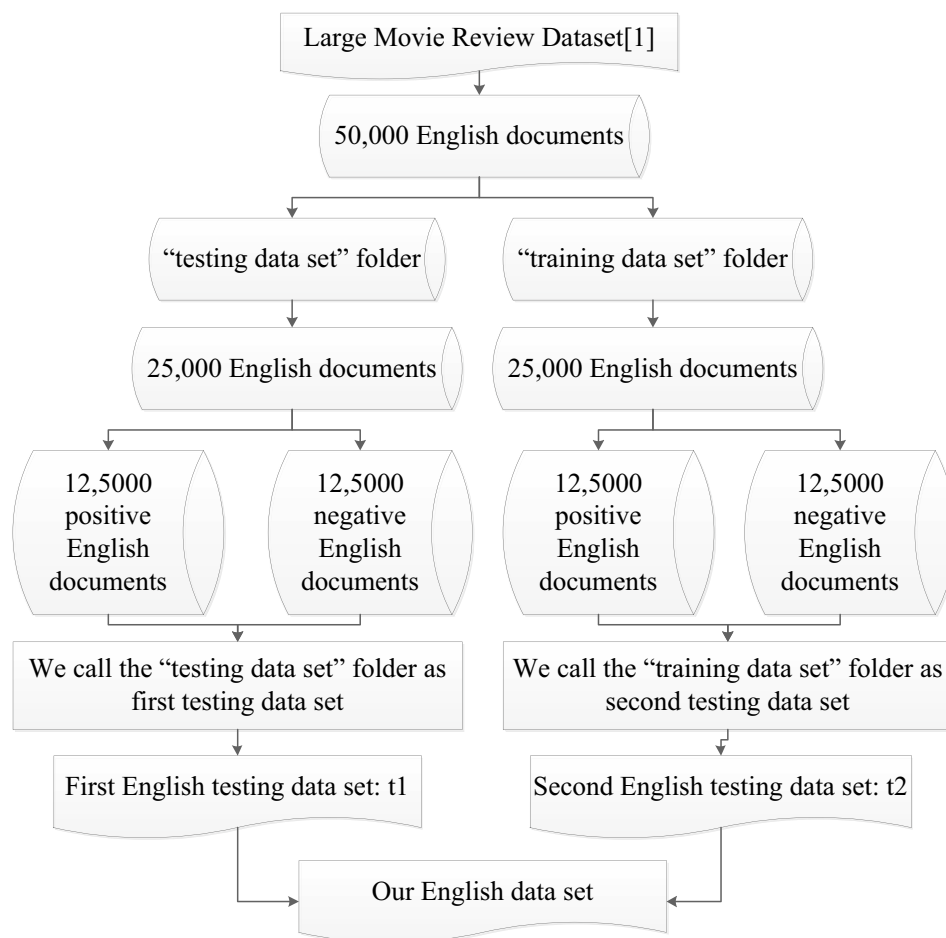 Large Movie Review Dataset[1]
50,000 English documents
“testing data set” folder
“training data set” folder
25,000 English documents
25,000 English documents
12,5000
positive
English
documents
12,5000
negative
English
documents
12,5000
positive
English
documents
12,5000
negative
English
documents
We call the “testing data set” folder as
first testing data set
We call the “training data set” folder as
second testing data set
First English testing data set: t1
Second English testing data set: t2
Our English data set